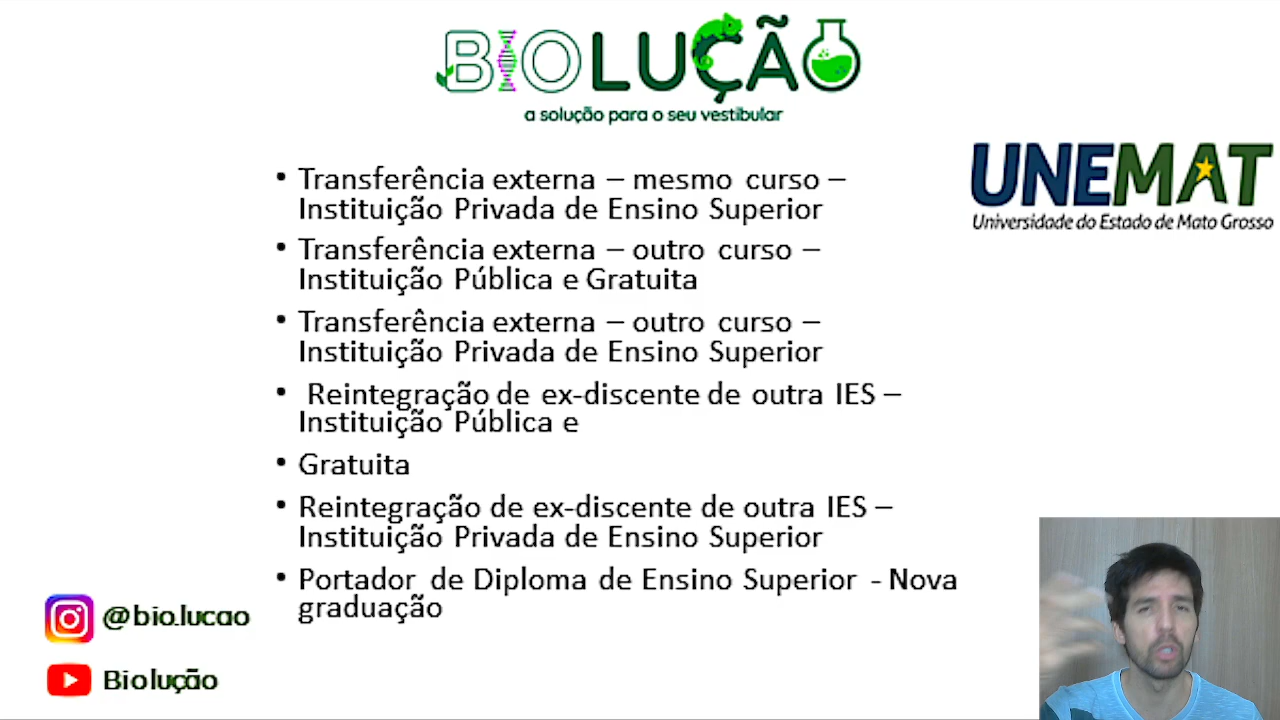 BIOLUÇÃO
a solução para o seu vestibular
• Transferência externa – mesmo curso –
Instituição Privada de Ensino Superior
UNEMAT
Universidade do Estado de Mato Grosso
• Transferência externa – outro curso –
Instituição Pública e Gratuita
• Transferência externa – outro curso –
Instituição Privada de Ensino Superior
• Reintegração de ex-discente de outra IES –
Instituição Pública e
• Gratuita
• Reintegração de ex-discente de outra IES –
Instituição Privada de Ensino Superior
• Portador de Diploma de Ensino Superior - Nova
graduação
@bio.lucao
Biolução